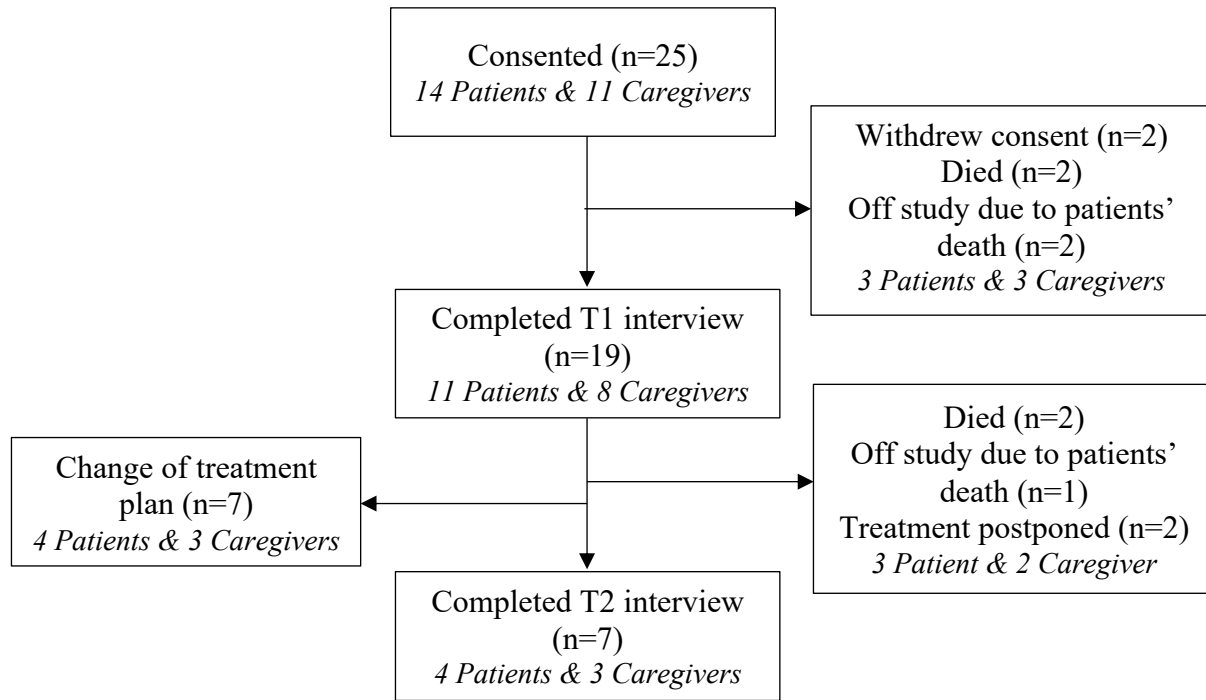 Consented (n=25)
14 Patients & 11 Caregivers
Withdrew consent (n=2)
Died (n=2)
Off study due to patients’
death (n=2)
3 Patients & 3 Caregivers
Completed T1 interview
(n=19)
11 Patients & 8 Caregivers
Change of treatment
plan (n=7)
4 Patients & 3 Caregivers
Died (n=2)
Off study due to patients’
death (n=1)
Treatment postponed (n=2)
3 Patient & 2 Caregiver
Completed T2 interview
(n=7)
4 Patients & 3 Caregivers